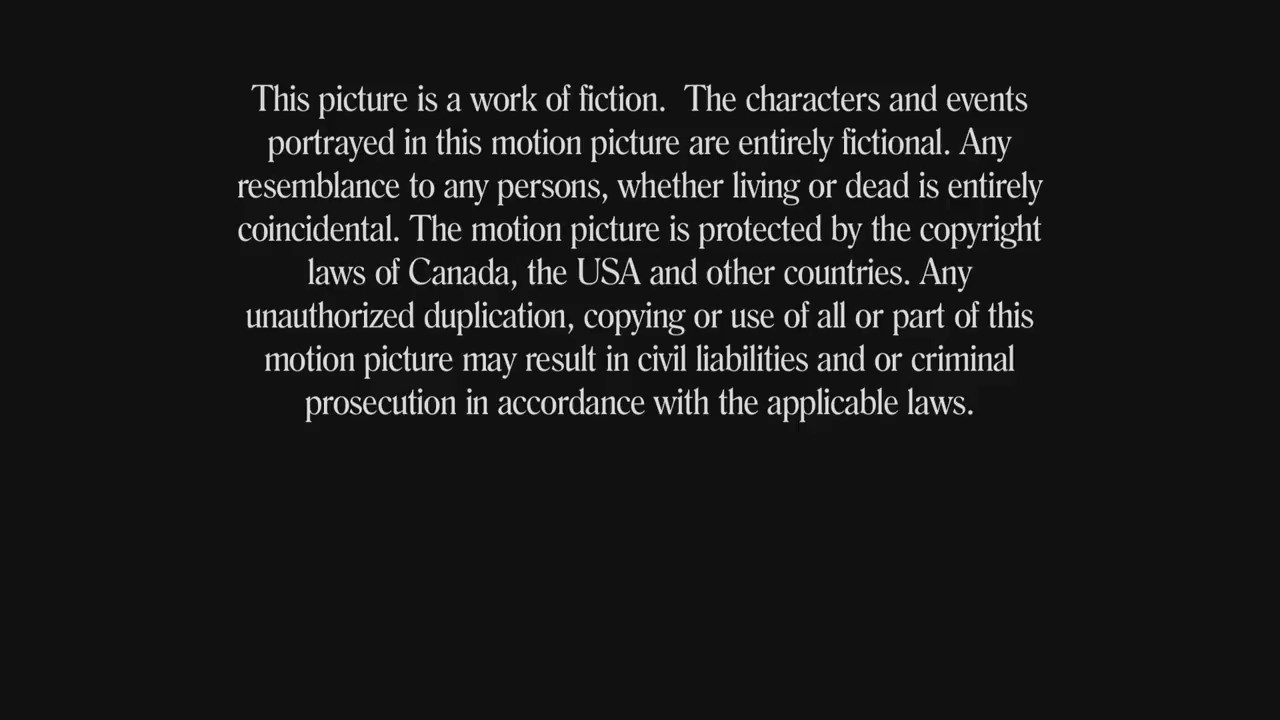 This picture is a work of fiction.  The characters and events
portrayed in this motion picture are entirely fictional. Any
resemblance to any persons, whether living or dead is entirely
coincidental. The motion picture is protected by the copyright
laws of Canada, the USA and other countries. Any
unauthorized duplication, copying or use of all or part of this
motion picture may result in civil liabilities and or criminal
prosecution in accordance with the applicable laws.